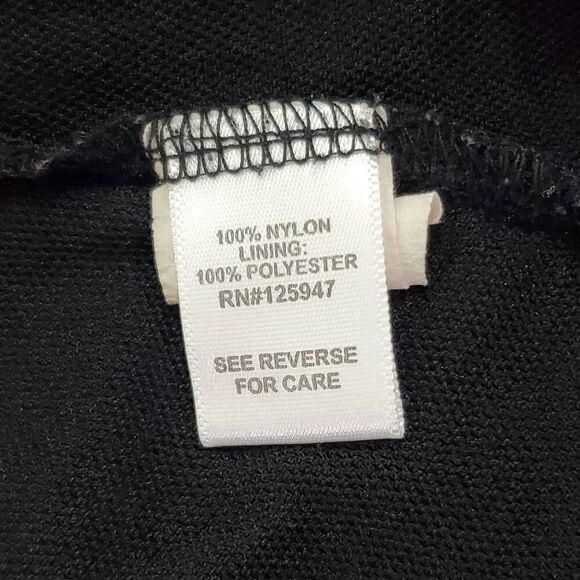 100% NYLON
LINING:
100% POLYESTER
RN#125947
SEE REVERSE
FOR CARE